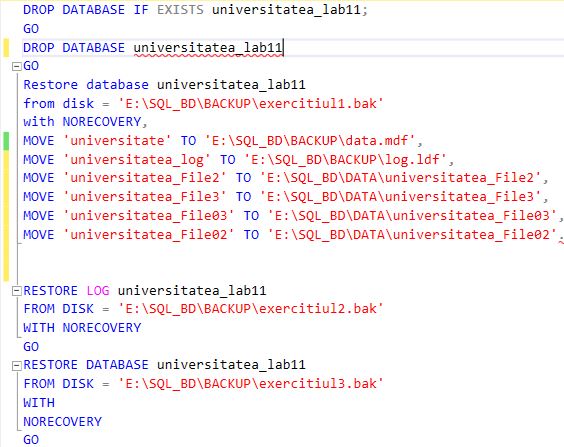 DROP DATABASE IF EXISTS universitatea_lab11;
GO
DROP DATABASE universitatea_lab11
GO
Restore database universitatea_lab11
from disk = 'E:\SQL_BD\BACKUP\exercitiul1.bak'
with NORECOVERY,
MOVE 'universitate' TO 'E:\SQL_BD\BACKUP\data.mdf',
MOVE 'universitatea_log' TO 'E:\SQL_BD\BACKUP\log.ldf',
MOVE 'universitatea_File2' TO 'E:\SQL_BD\DATA\universitatea_File2',
MOVE 'universitatea_File3' TO 'E:\SQL_BD\DATA\universitatea_File3',
MOVE 'universitatea_File03' TO 'E:\SQL_BD\DATA\universitatea_File03',
MOVE 'universitatea_File02' TO 'E:\SQL_BD\DATA\universitatea_File02'.
RESTORE LOG universitatea_lab11
FROM DISK = 'E:\SQL_BD\BACKUP\exercitiul2.bak'
WITH NORECOVERY
GO
RESTORE DATABASE universitatea_lab11
FROM DISK = 'E:\SQL_BD\BACKUP\exercitiul3.bak'
WITH
NORECOVERY
GO